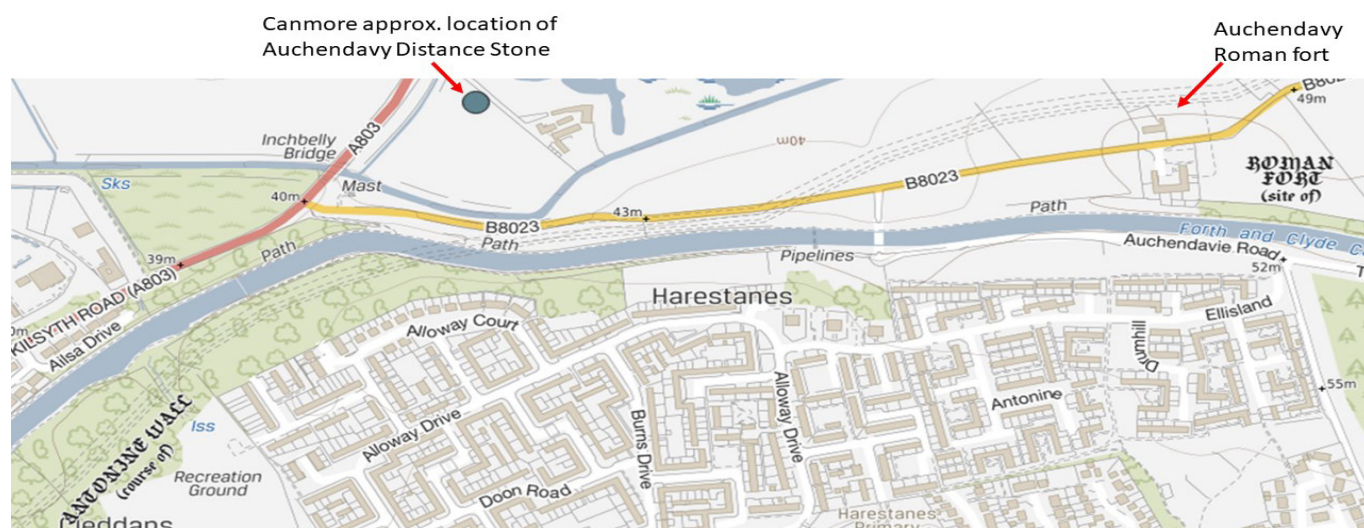 Canmore approx. location of
Auchendavy Distance Stone
Auchendavy
Roman fort
B802
49m
A803
Inchbelly
Bridge
40m
Mast
Sks
40m
43m
B8023
B8023
ROMAN
FORT
(site of)
Path
Path
Path
39m
Forth and Clyde C
Auchendavie Road
52m
Pipelines
KILSYTH ROAD (A803)
Ailsa Drive
Harestanes
Alloway Court
Ellisland
Drumhill
55m
Antonine
Alloway Drive
Alloway Drive
Burns Drive
Iss
ANTONINE WALL
(course of)
Recreation
Ground
Doon Road
Harestanes
Primary
Cleddans